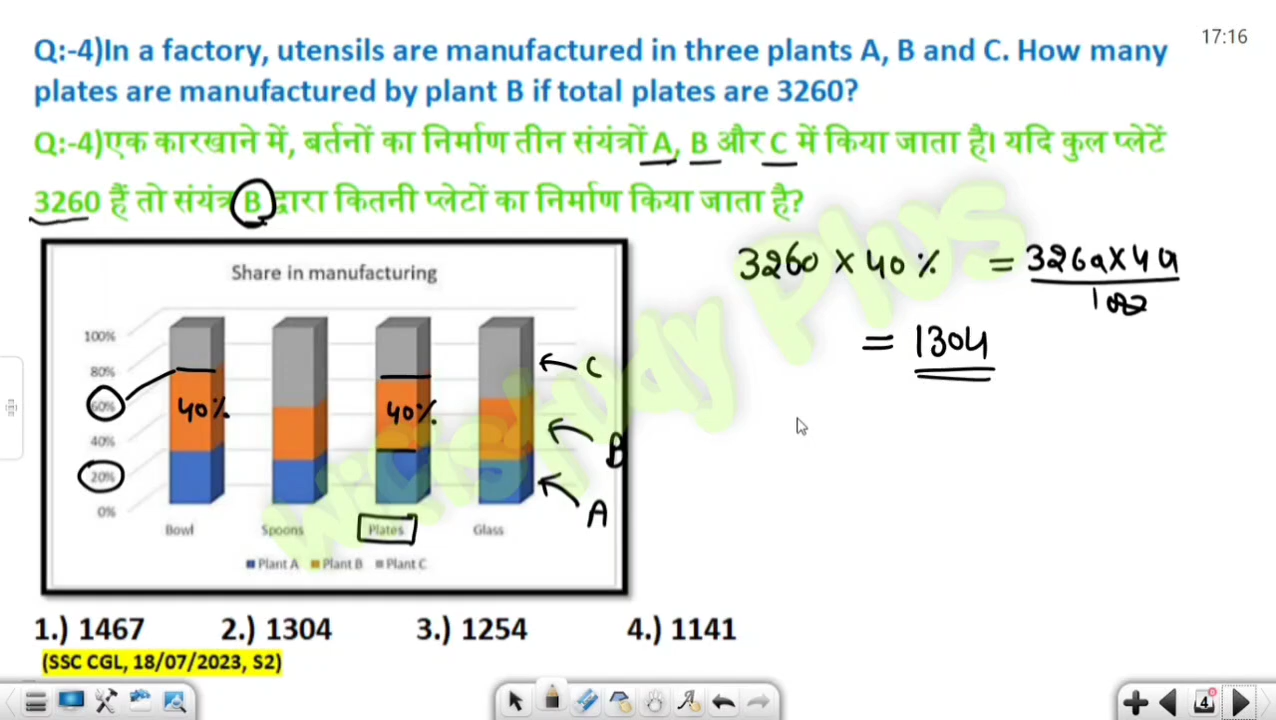 17:16
Q:-4)In a factory, utensils are manufactured in three plants A, B and C. How many
plates are manufactured by plant B if total plates are 3260?
Q:-4)एक कारखाने में, बर्तनों का निर्माण तीन संयंत्रों A, B और C में किया जाता है। यदि कुल प्लेटें
3260 हैं तो संयंत्र B द्वारा कितनी प्लेटों का निर्माण किया जाता है?
Share in manufacturing
100%
80%
60%
40%
20%
0%
40%
40%
C
B
A
Bowl Spoons Plates Glass
Plant A Plant B Plant C
3260 × 40 % = 3260×40
100
= 1304
1.) 1467 2.) 1304 3.) 1254 4.) 1141
(SSC CGL, 18/07/2023, S2)
Study Plus
4